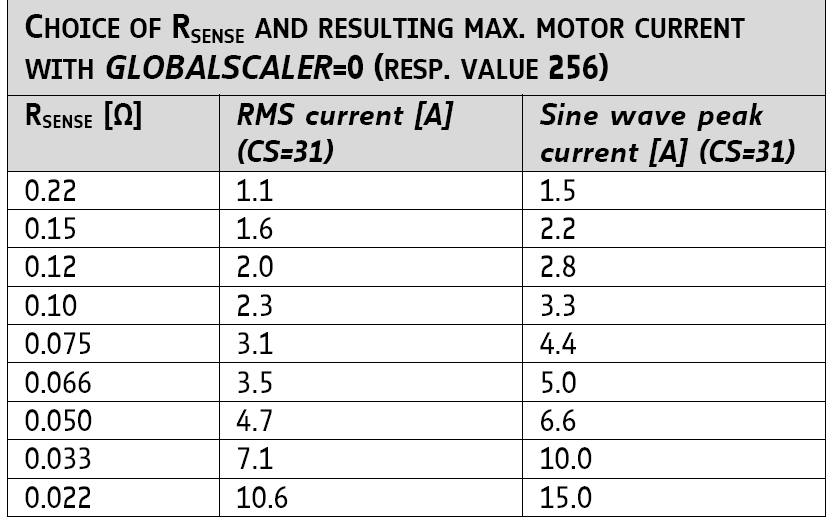 CHOICE OF RSENSE AND RESULTING MAX. MOTOR CURRENT
WITH GLOBALSCALER=0 (RESP. VALUE 256)
RSENSE [Ω] RMS current [A] Sine wave peak
(CS=31) current [A] (CS=31)
0.22 1.1 1.5
0.15 1.6 2.2
0.12 2.0 2.8
0.10 2.3 3.3
0.075 3.1 4.4
0.066 3.5 5.0
0.050 4.7 6.6
0.033 7.1 10.0
0.022 10.6 15.0